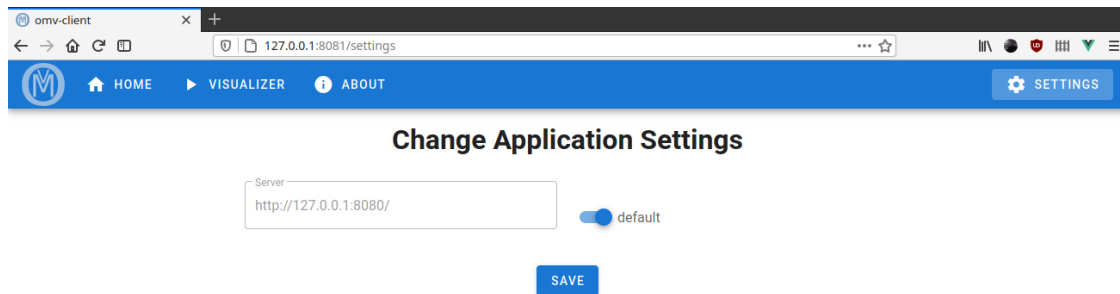 omv-client
127.0.0.1:8081/settings
HOME VISUALIZER ABOUT SETTINGS
Change Application Settings
Server
http://127.0.0.1:8080/
default
SAVE